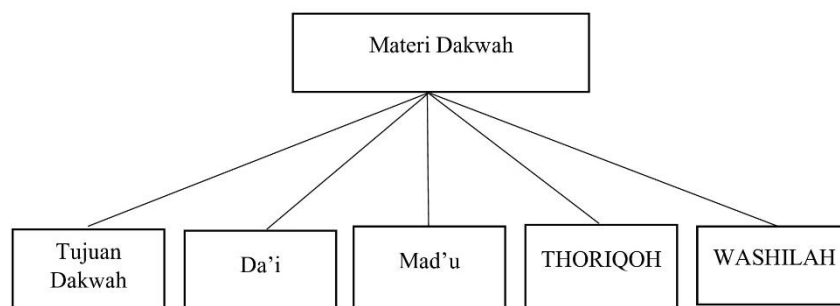 Materi Dakwah
Tujuan
Dakwah
Da'i
Mad'u
THORIQOH
WASHILAH